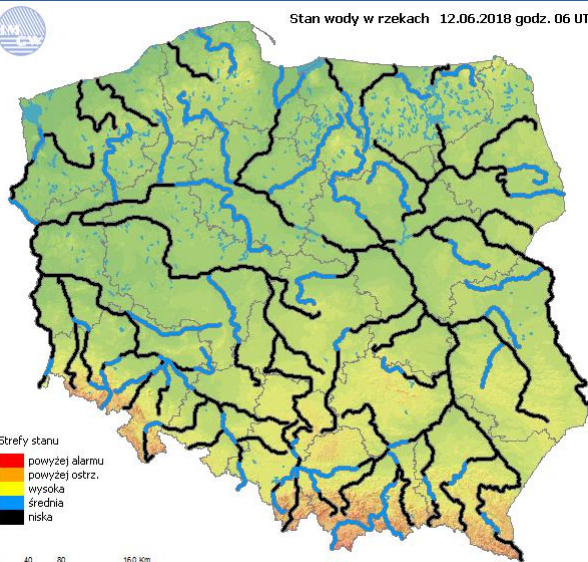 Stan wody w rzekach 12.06.2018 godz. 06 UT
Strefy stanu
powyżej alarmu
powyżej ostrz.
wysoka
średnia
niska
40 80 160 Km